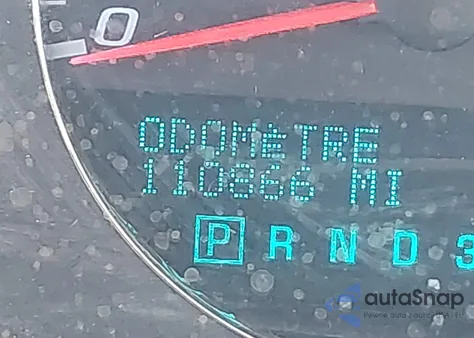 0
ODOMÈTRE
110866 MI
P R N D 3
autoSnap